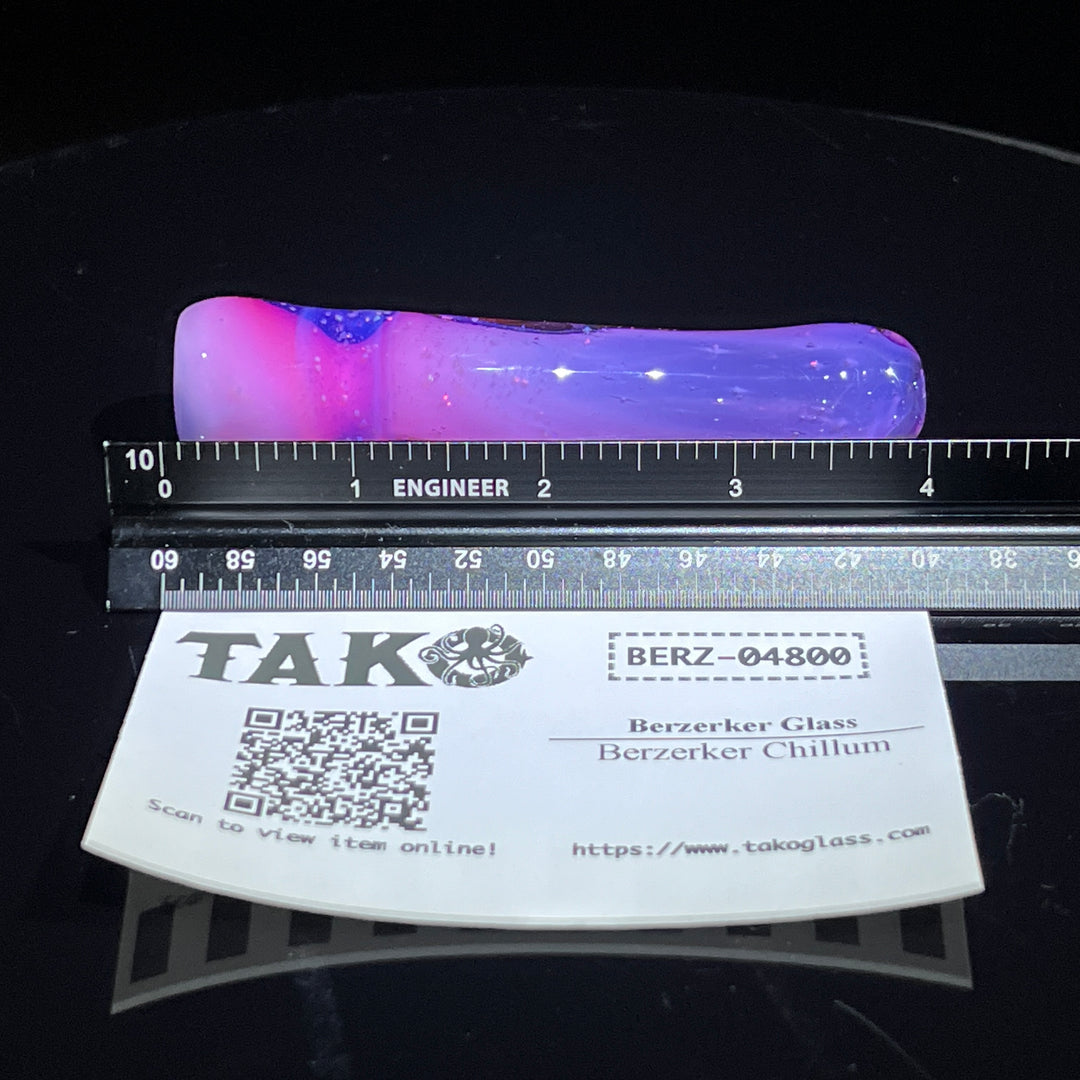 10
0 1 ENGINEER 2 3 4
60 58 56 54 52 50 48 46 44 42 40 38
TAKO
BERZ-04800
Berzerker Glass
Berzerker Chillum
Scan to view item online!
https://www.takoglass.com